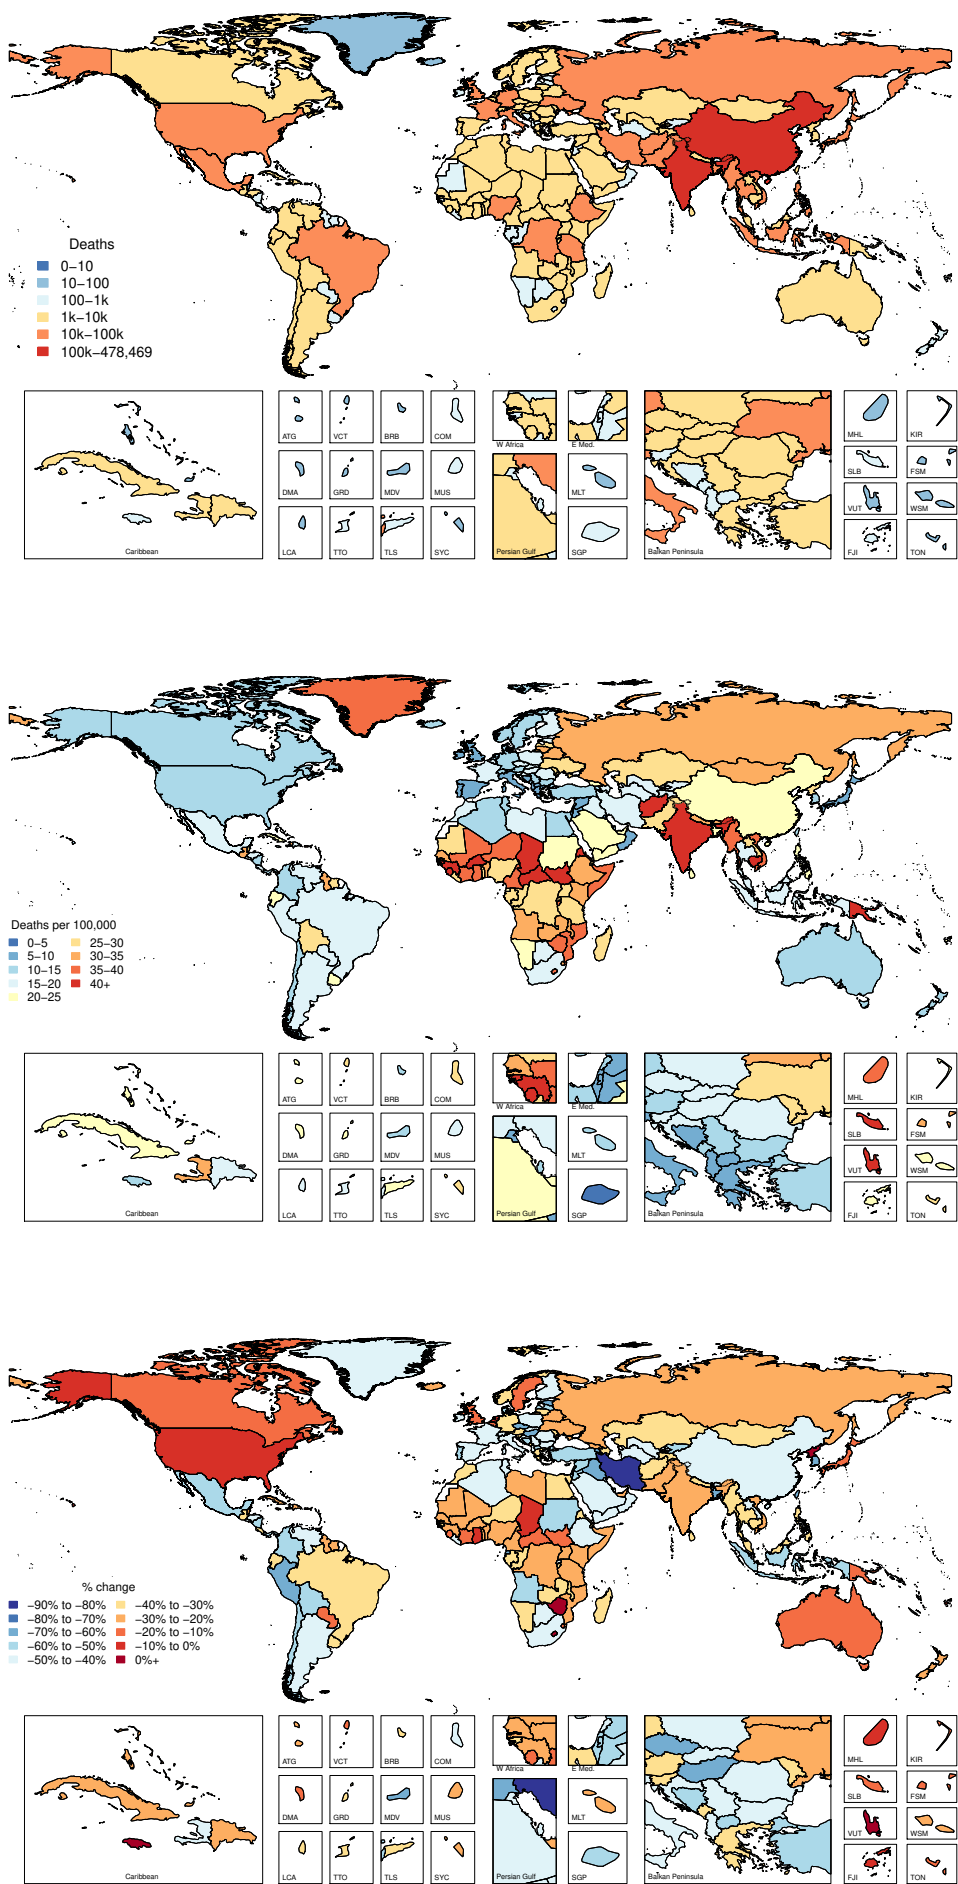 Deaths
0−10
10−100
100−1k
1k−10k
10k−100k
100k−478,469
Caribbean
ATG
VCT
BRB
COM
DMA
GRD
MDV
MUS
LCA
TTO
TLS
SYC
W Africa
E Med.
Persian Gulf
MLT
SGP
Balkan Peninsula
MHL
KIR
SLB
FSM
VUT
WSM
FJI
TON
Deaths per 100,000
0−5
5−10
10−15
15−20
20−25
25−30
30−35
35−40
40+
Caribbean
ATG
VCT
BRB
COM
DMA
GRD
MDV
MUS
LCA
TTO
TLS
SYC
W Africa
E Med.
Persian Gulf
MLT
SGP
Balkan Peninsula
MHL
KIR
SLB
FSM
VUT
WSM
FJI
TON
% change
−90% to −80%
−80% to −70%
−70% to −60%
−60% to −50%
−50% to −40%
−40% to −30%
−30% to −20%
−20% to −10%
−10% to 0%
0%+
Caribbean
ATG
VCT
BRB
COM
DMA
GRD
MDV
MUS
LCA
TTO
TLS
SYC
W Africa
E Med.
Persian Gulf
MLT
SGP
Balkan Peninsula
MHL
KIR
SLB
FSM
VUT
WSM
FJI
TON